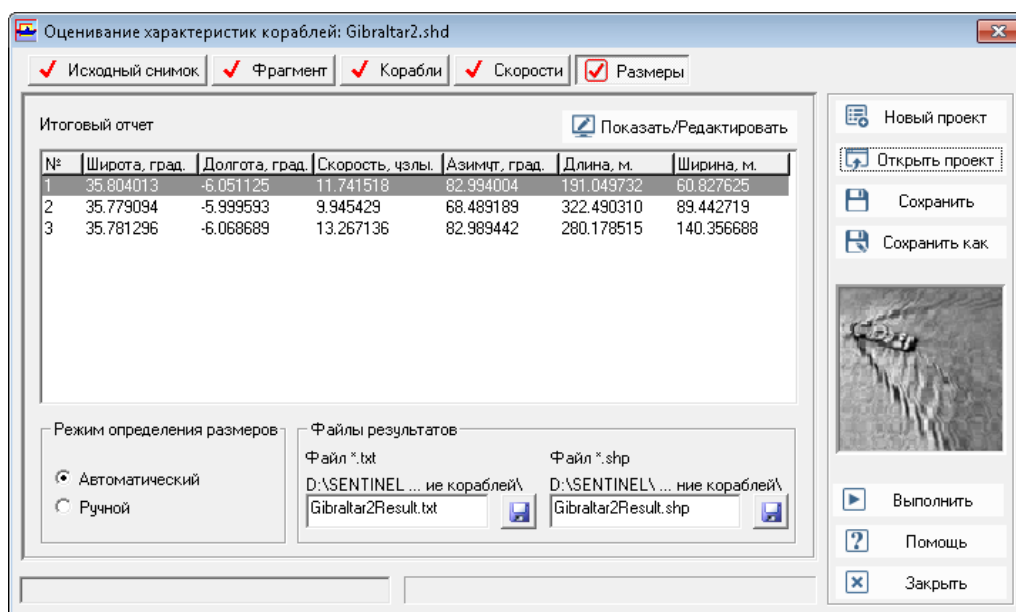 Оценивание характеристик кораблей: Gibraltar2.shd
Исходный снимок Фрагмент Корабли Скорости Размеры
Итоговый отчет
Показать/Редактировать
№ Широта, град. Долгота, град. Скорость, узлы. Азимут, град. Длина, м. Ширина, м.
1 35.804013 -6.051125 11.741518 82.994004 191.049732 60.827625
2 35.779094 -5.999593 9.945429 68.489189 322.490310 89.442719
3 35.781296 -6.068689 13.267136 82.989442 280.178515 140.356688
Режим определения размеров
Автоматический
Ручной
Файлы результатов
Файл *.txt
D:\SENTINEL ... ие кораблей\
Gibraltar2Result.txt
Файл *.shp
D:\SENTINEL\ ... ние кораблей\
Gibraltar2Result.shp
Новый проект
Открыть проект
Сохранить
Сохранить как
Выполнить
Помощь
Закрыть